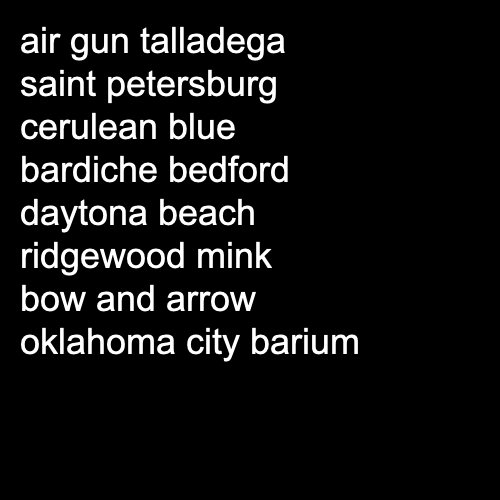 air gun talladega
saint petersburg
cerulean blue
bardiche bedford
daytona beach
ridgewood mink
bow and arrow
oklahoma city barium